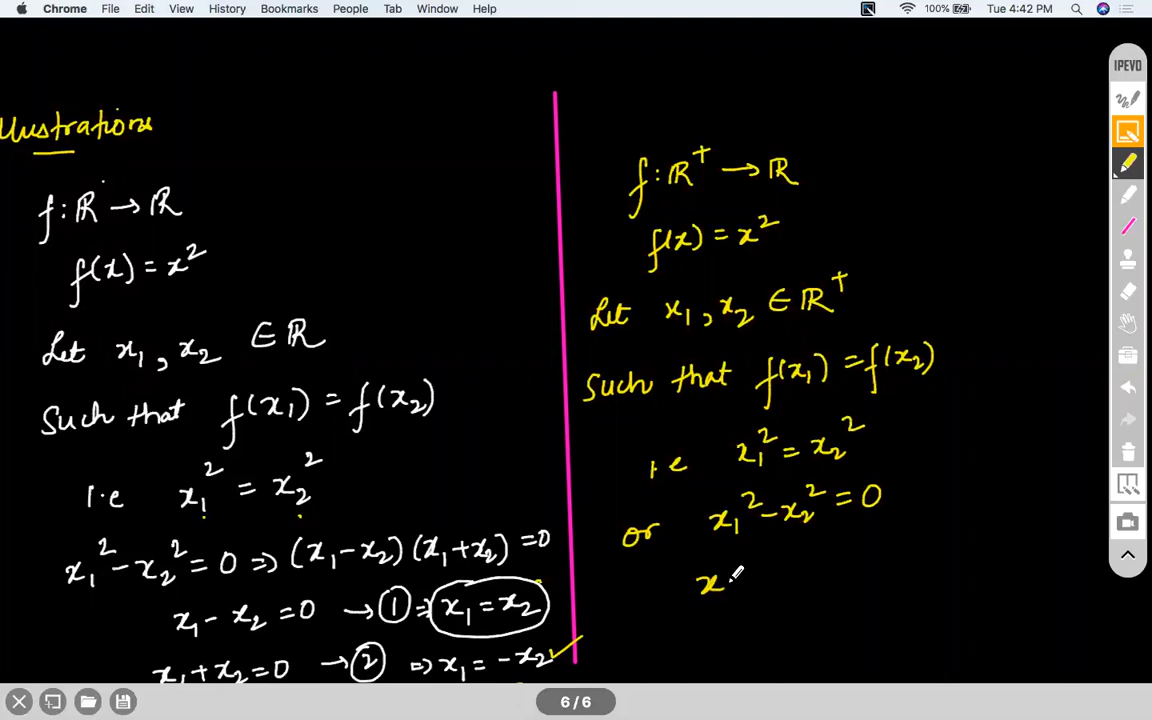 Chrome File Edit View History Bookmarks People Tab Window Help 100% Tue 4:42 PM
IPEVO
llustrations
f : ℝ → ℝ
f(x) = x²
Let x₁, x₂ ∈ ℝ
Such that f(x₁) = f(x₂)
i.e x₁² = x₂²
x₁² - x₂² = 0 ⇒ (x₁ - x₂) (x₁ + x₂) = 0
x₁ - x₂ = 0 → ① ⇒ x₁ = x₂
x₁ + x₂ = 0 → ② ⇒ x₁ = - x₂ ✓
f : ℝ⁺ → ℝ
f(x) = x²
Let x₁, x₂ ∈ ℝ⁺
Such that f(x₁) = f(x₂)
i.e x₁² = x₂²
or x₁² - x₂² = 0
x
6/6